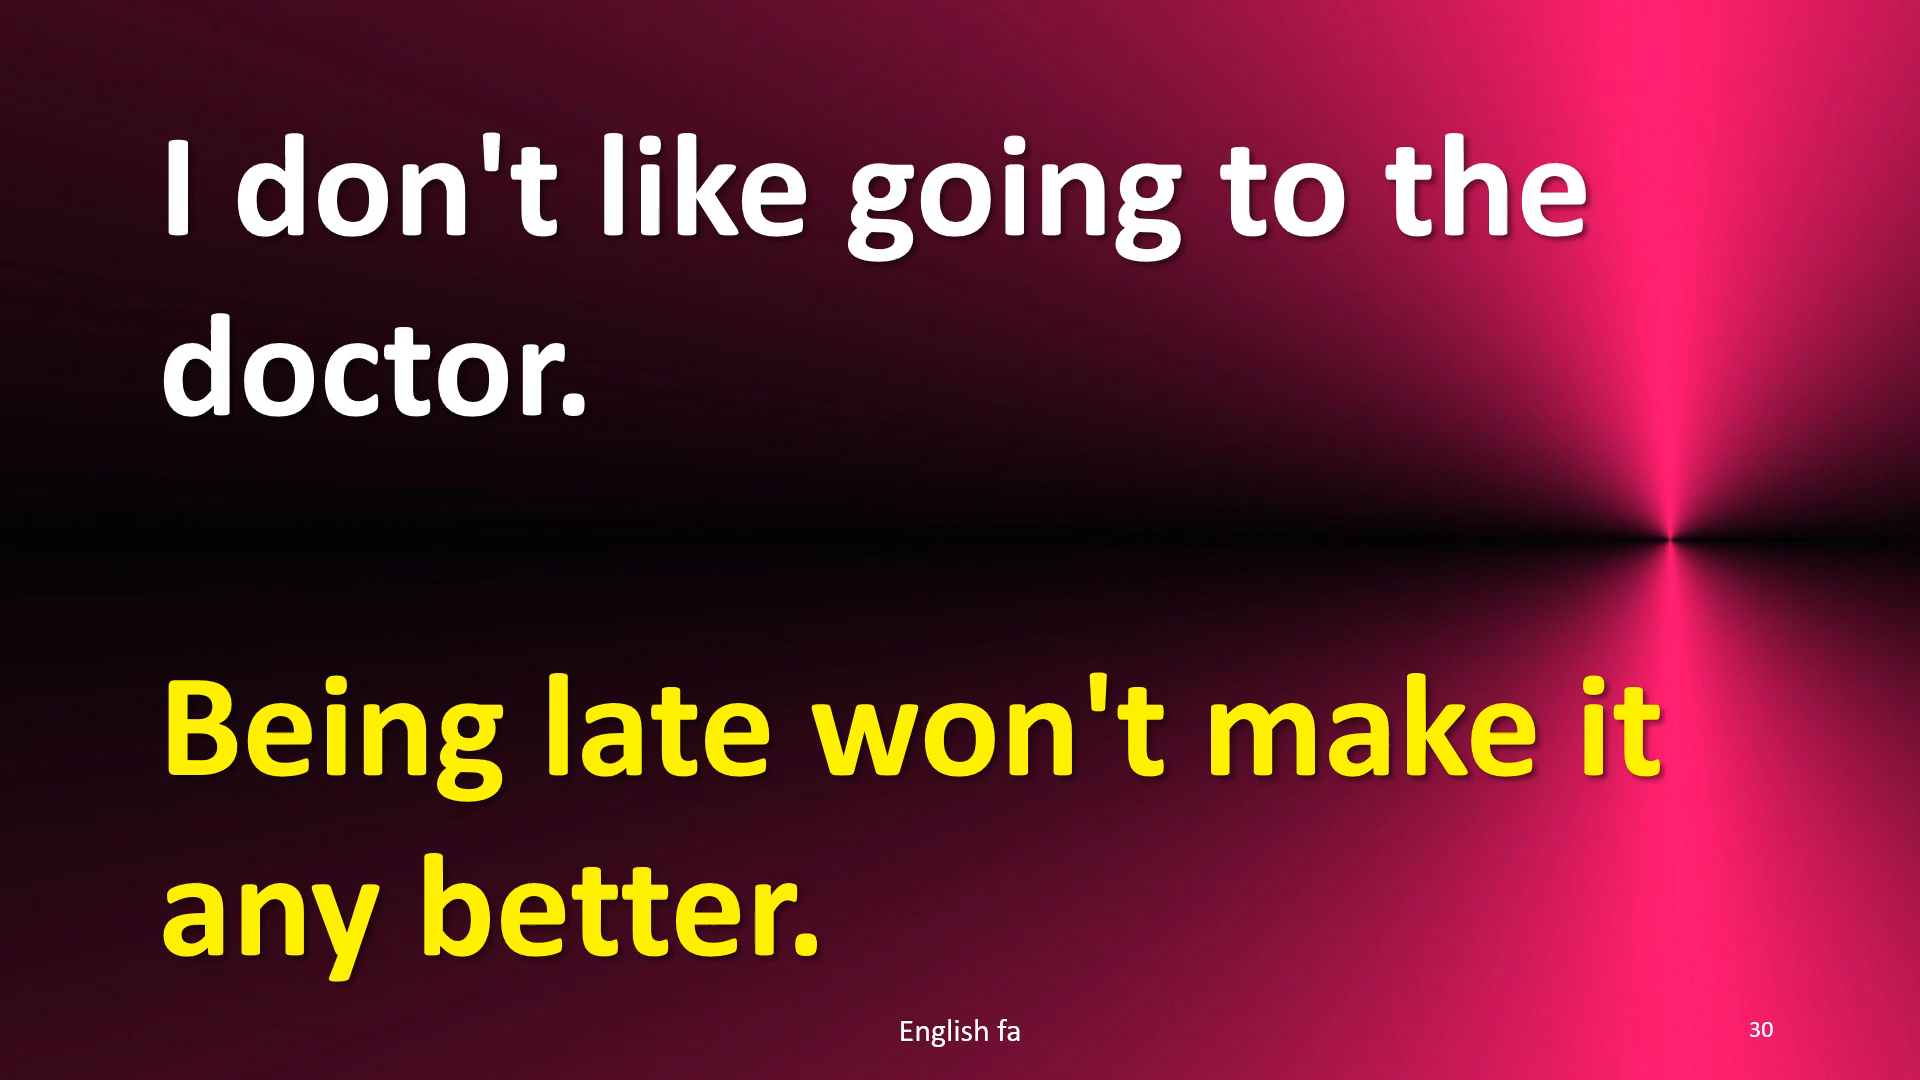 I don't like going to the
doctor.
Being late won't make it
any better.
English fa
30